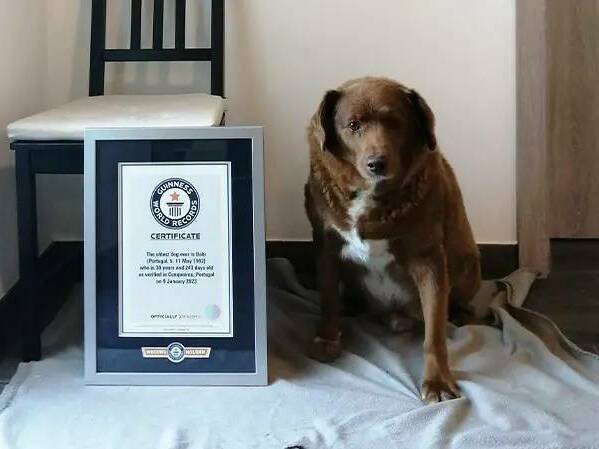 GUINNESS
WORLD RECORDS
CERTIFICATE
The oldest dog ever is Bobi
(Portugal, b. 11 May 1992)
who is 30 years and 243 days old
as verified in Conqueiros, Portugal
on 9 January 2023
OFFICIALLY AMAZING
RECORD HOLDER